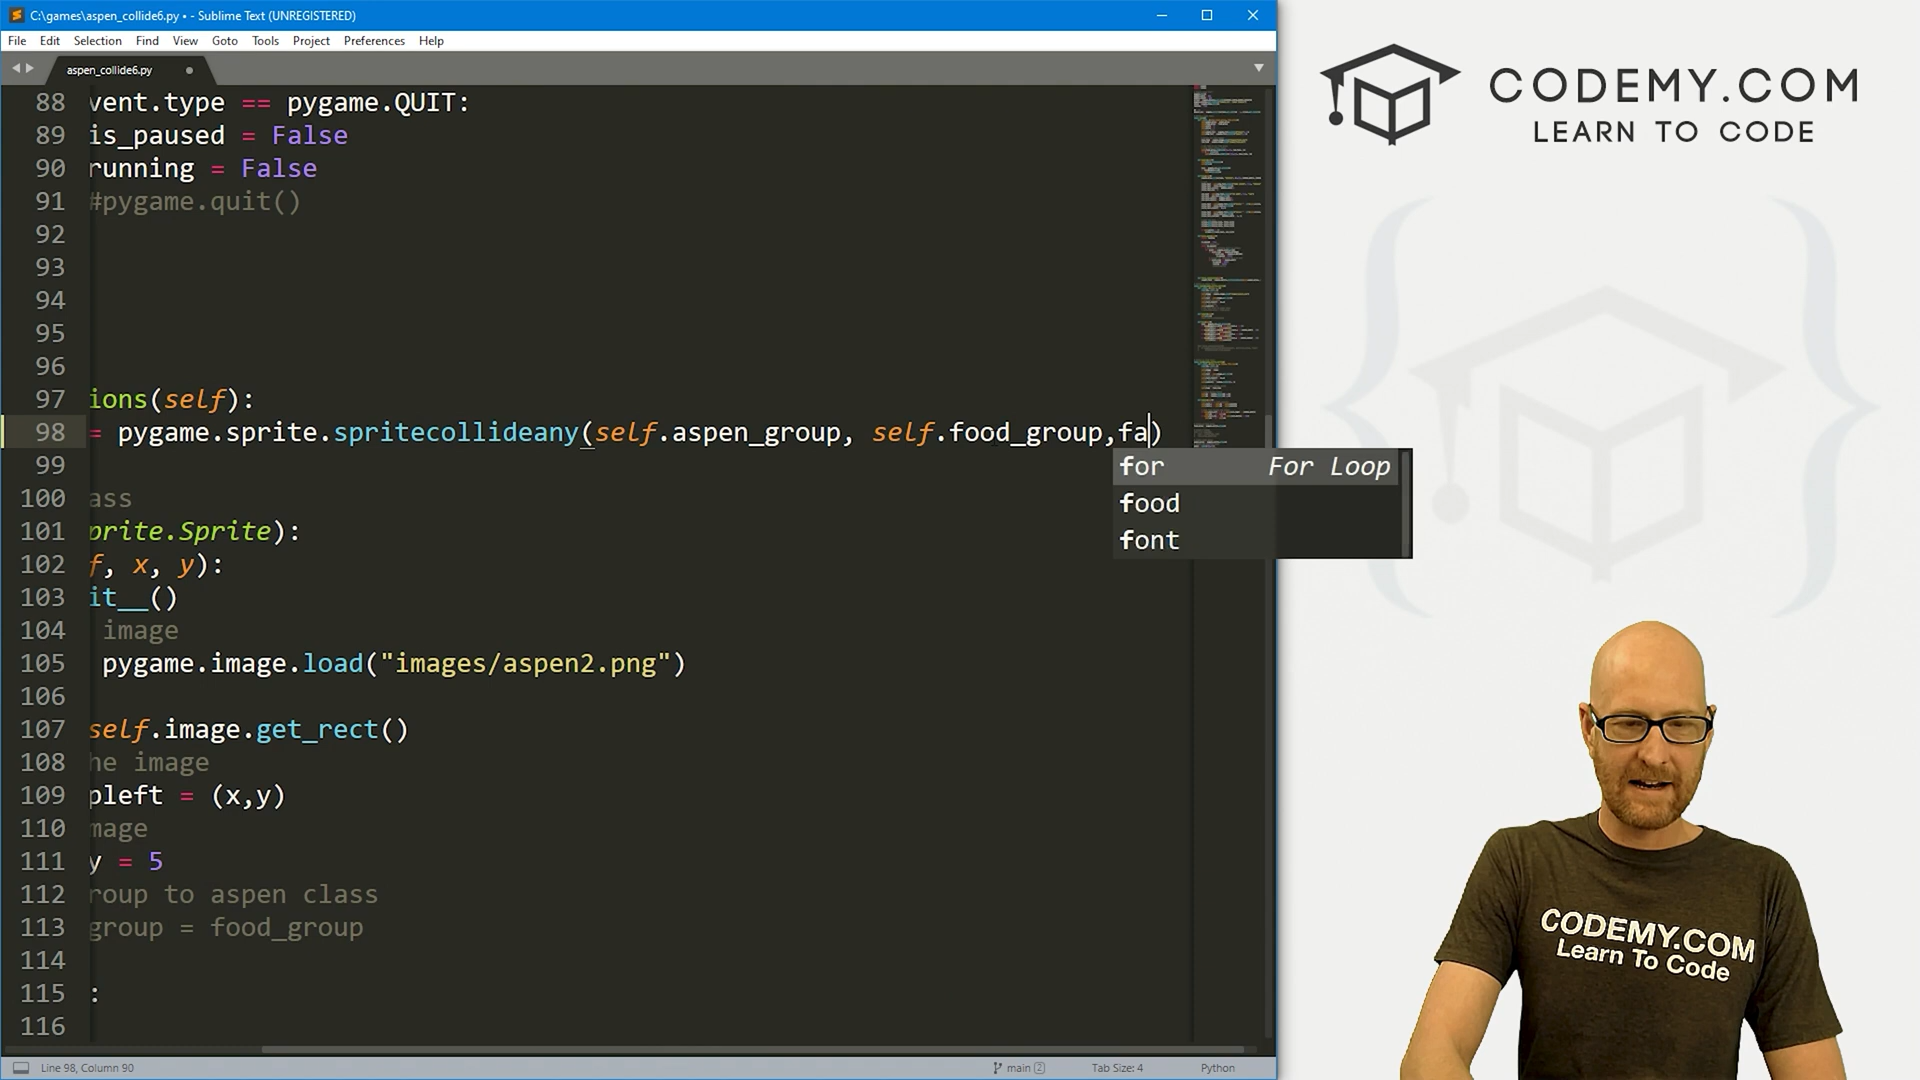 C:\games\aspen_collide6.py • - Sublime Text (UNREGISTERED)
File Edit Selection Find View Goto Tools Project Preferences Help
aspen_collide6.py
88 vent.type == pygame.QUIT:
89 is_paused = False
90 running = False
91 #pygame.quit()
92
93
94
95
96
97 ions(self):
98 = pygame.sprite.spritecollideany(self.aspen_group, self.food_group,fa)
for For Loop
99
food
100 ass
101 prite.Sprite):
font
102 f, x, y):
103 it__()
104 image
105 pygame.image.load("images/aspen2.png")
106
107 self.image.get_rect()
108 he image
109 pleft = (x,y)
110 mage
111 y = 5
112 roup to aspen class
113 group = food_group
114
115 :
116
Line 98, Column 90 main 2 Tab Size: 4 Python
CODEMY.COM
LEARN TO CODE
CODEMY.COM
Learn To Code